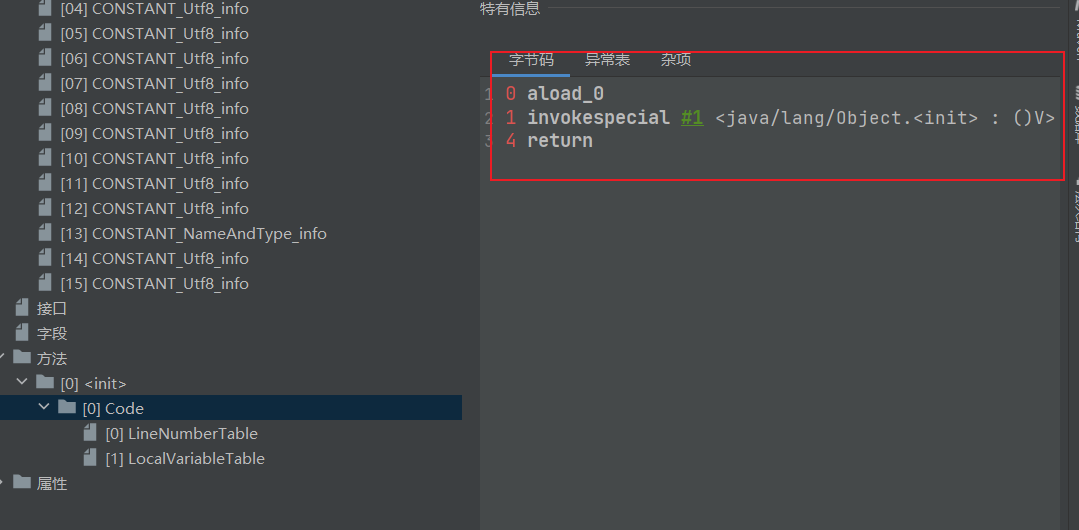 [04] CONSTANT_Utf8_info
[05] CONSTANT_Utf8_info
[06] CONSTANT_Utf8_info
[07] CONSTANT_Utf8_info
[08] CONSTANT_Utf8_info
[09] CONSTANT_Utf8_info
[10] CONSTANT_Utf8_info
[11] CONSTANT_Utf8_info
[12] CONSTANT_Utf8_info
[13] CONSTANT_NameAndType_info
[14] CONSTANT_Utf8_info
[15] CONSTANT_Utf8_info
接口
字段
方法
[0] <init>
[0] Code
[0] LineNumberTable
[1] LocalVariableTable
属性
特有信息
字节码 异常表 杂项
1 0 aload_0
2 1 invokespecial #1 <java/lang/Object.<init> : ()V>
3 4 return